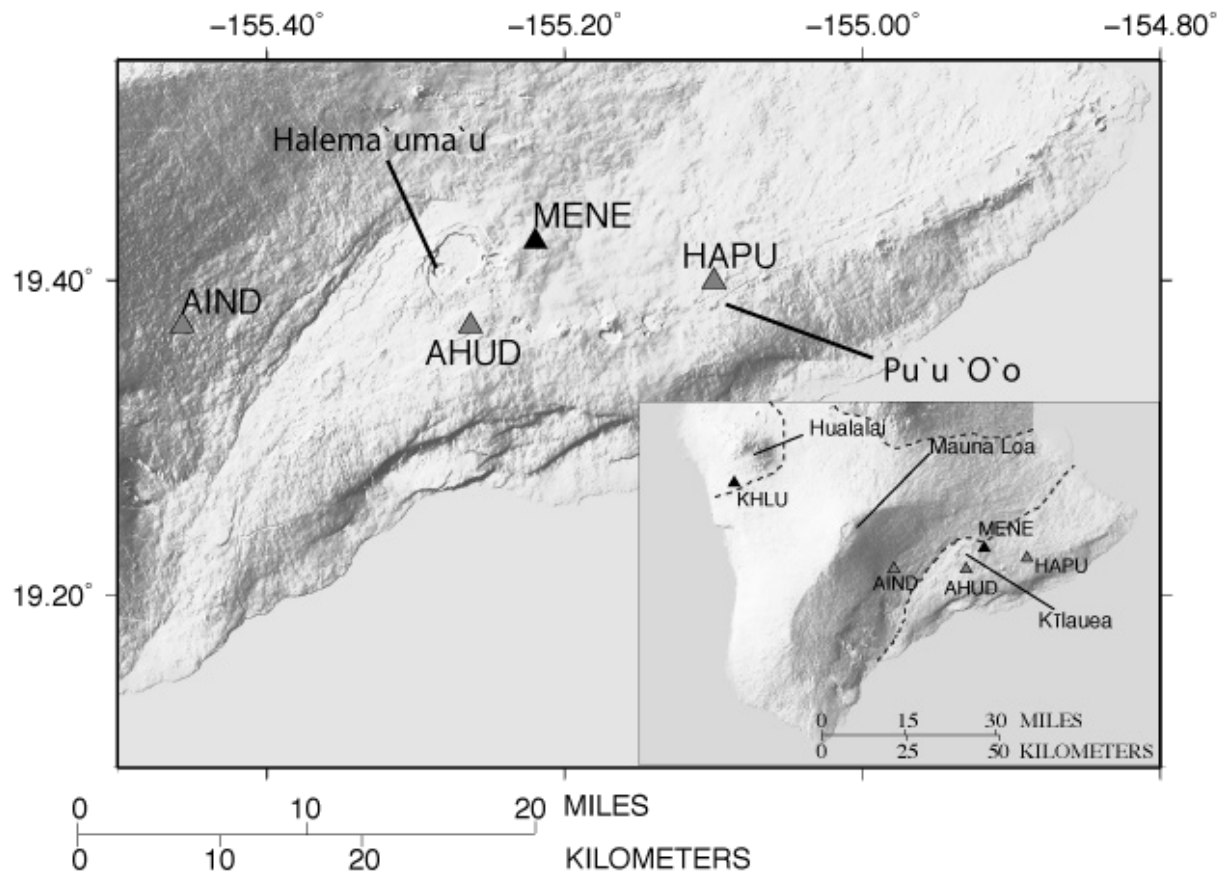 −155.40˚ −155.20˚ −155.00˚ −154.80˚
Halema`uma`u
MENE
HAPU
19.40˚
AIND
AHUD
Pu`u `O`o
Hualalai
Mauna Loa
KHLU
MENE
AIND
AHUD
HAPU
Kīlauea
19.20˚
0 15 30 MILES
0 25 50 KILOMETERS
0 10 20 MILES
0 10 20 KILOMETERS